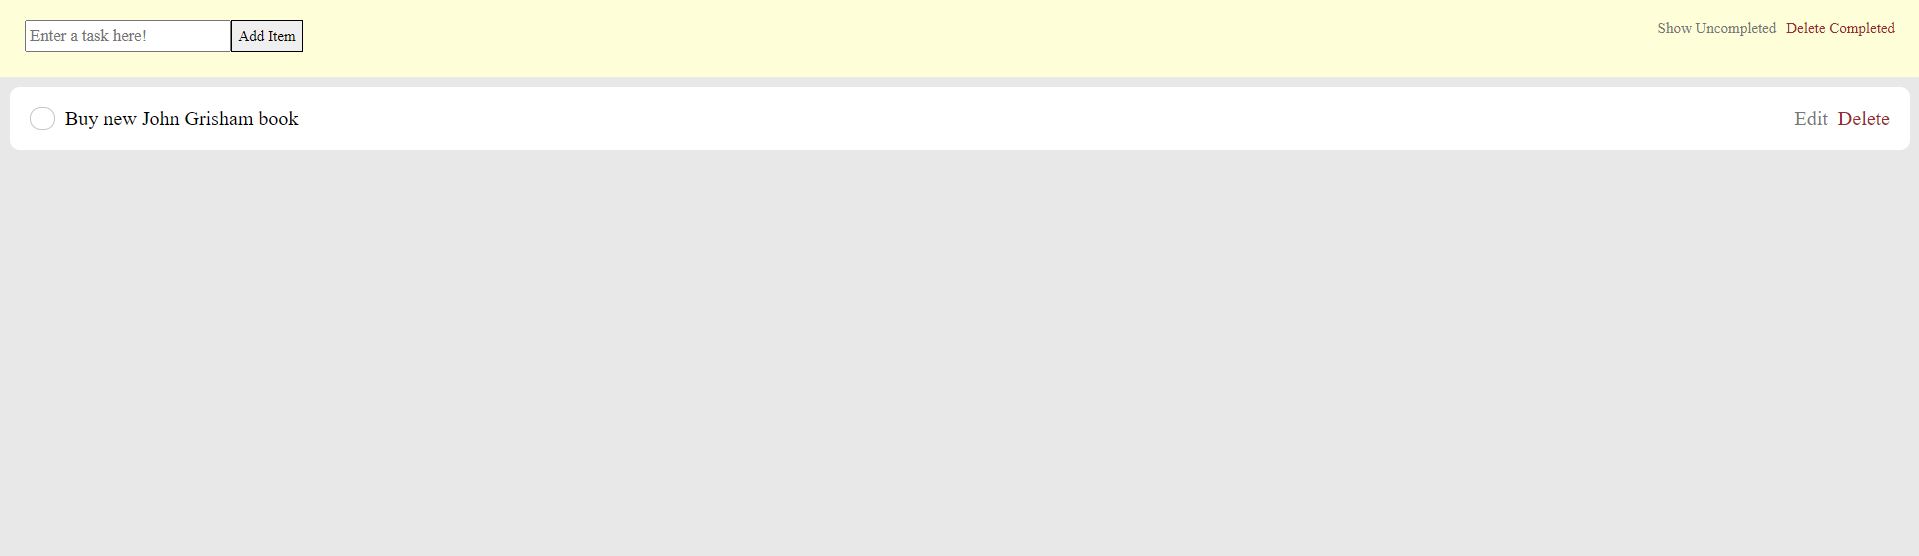 Enter a task here! Add Item Show Uncompleted Delete Completed
Buy new John Grisham book Edit Delete